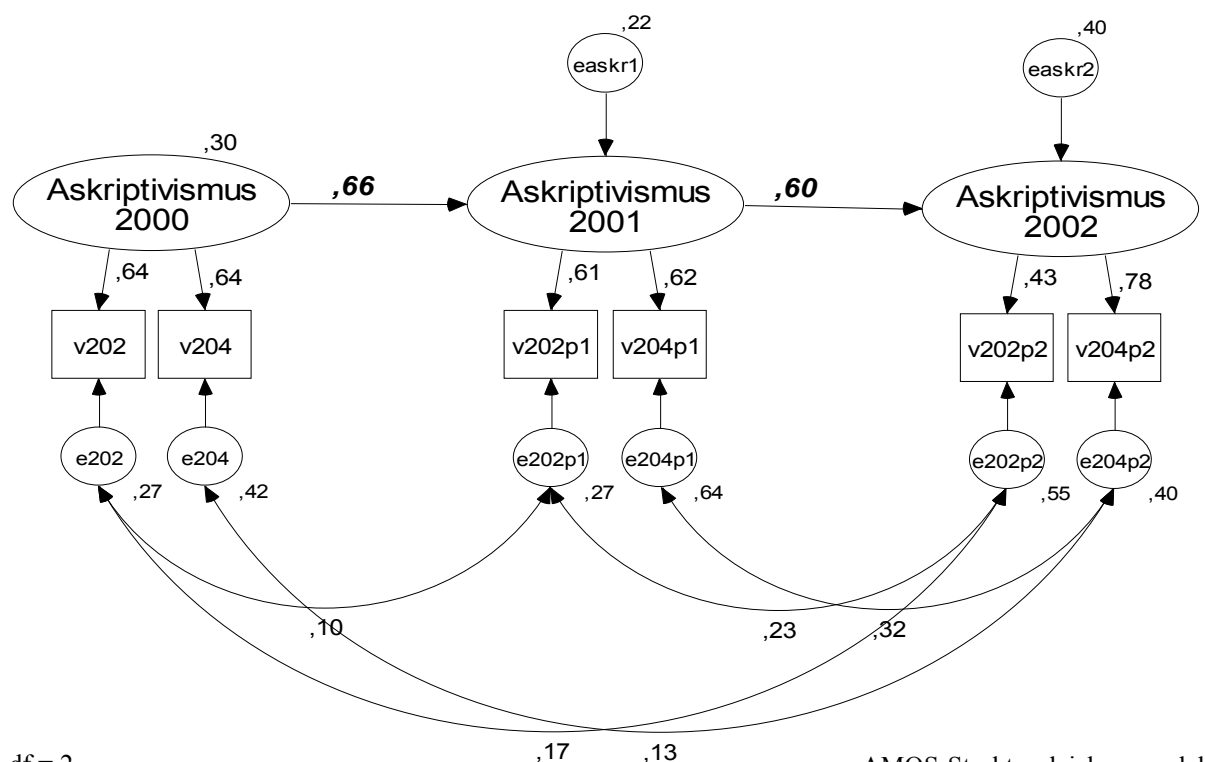 ,22
,40
easkr1
easkr2
,30
Askriptivismus
2000
,66
Askriptivismus
2001
,60
Askriptivismus
2002
,64
,64
,61
,62
,43
,78
v202
v204
v202p1
v204p1
v202p2
v204p2
e202
e204
e202p1
e204p1
e202p2
e204p2
,27
,42
,27
,64
,55
,40
,10
,23
,32
,17
,13